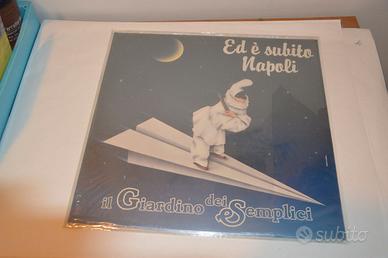 Ed è subito
Napoli
il Giardino dei Semplici
subito